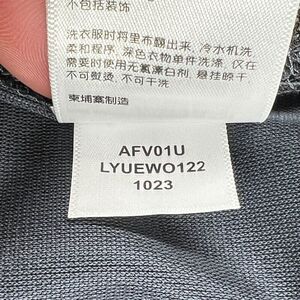 不包括装饰
洗衣服时将里布翻出来, 冷水机洗
柔和程序, 深色衣物单件洗涤, 仅在
需要时使用无氯漂白剂, 悬挂晾干
不可熨烫, 不可干洗
柬埔寨制造
AFV01U
LYUEWO122
1023